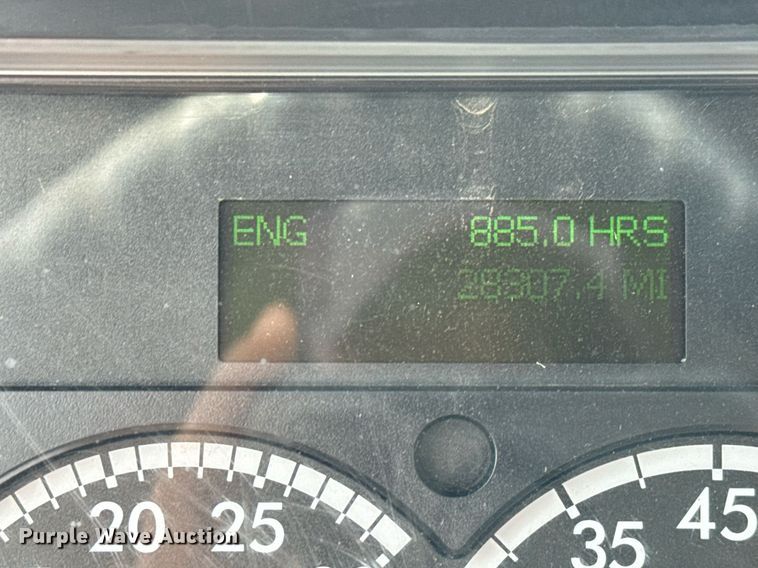 ENG 885.0 HRS
28307.4 MI
20 25
35 45
Purple Wave Auction